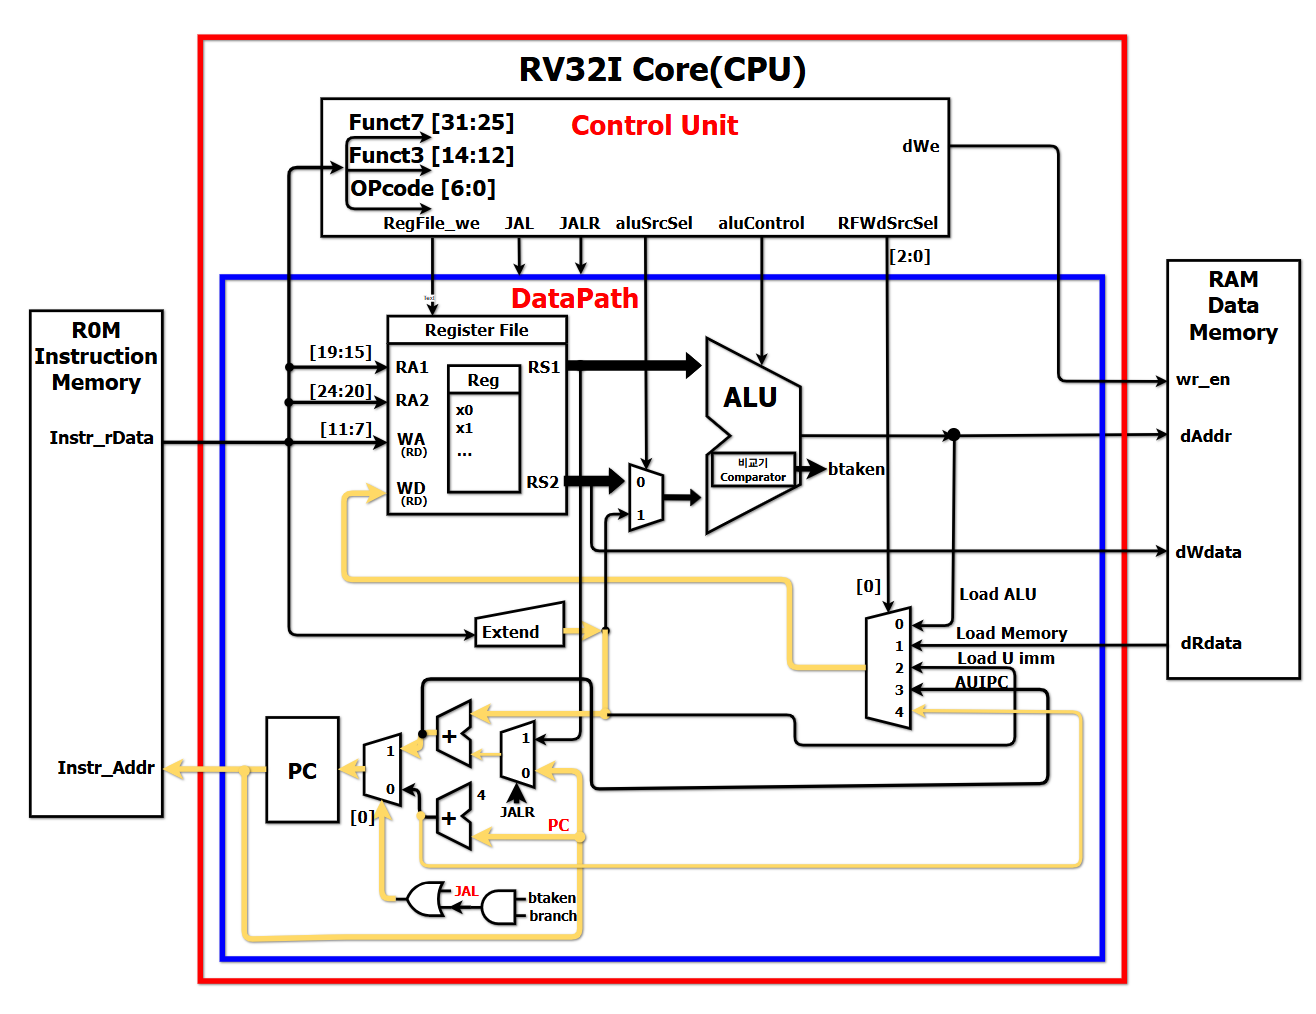 RV32I Core(CPU)
Control Unit
Funct7 [31:25]
Funct3 [14:12]
OPcode [6:0]
dWe
RegFile_we
JAL
JALR
aluSrcSel
aluControl
RFWdSrcSel
[2:0]
DataPath
text
R0M
Instruction
Memory
Instr_rData
Instr_Addr
RAM
Data
Memory
wr_en
dAddr
dWdata
dRdata
Register File
[19:15]
RA1
[24:20]
RA2
[11:7]
WA
(RD)
WD
(RD)
Reg
x0
x1
...
RS1
RS2
0
1
ALU
비교기
Comparator
btaken
[0]
Load ALU
Load Memory
Load U imm
AUIPC
0
1
2
3
4
Extend
+
1
0
JALR
PC
1
0
[0]
+
4
PC
JAL
btaken
branch